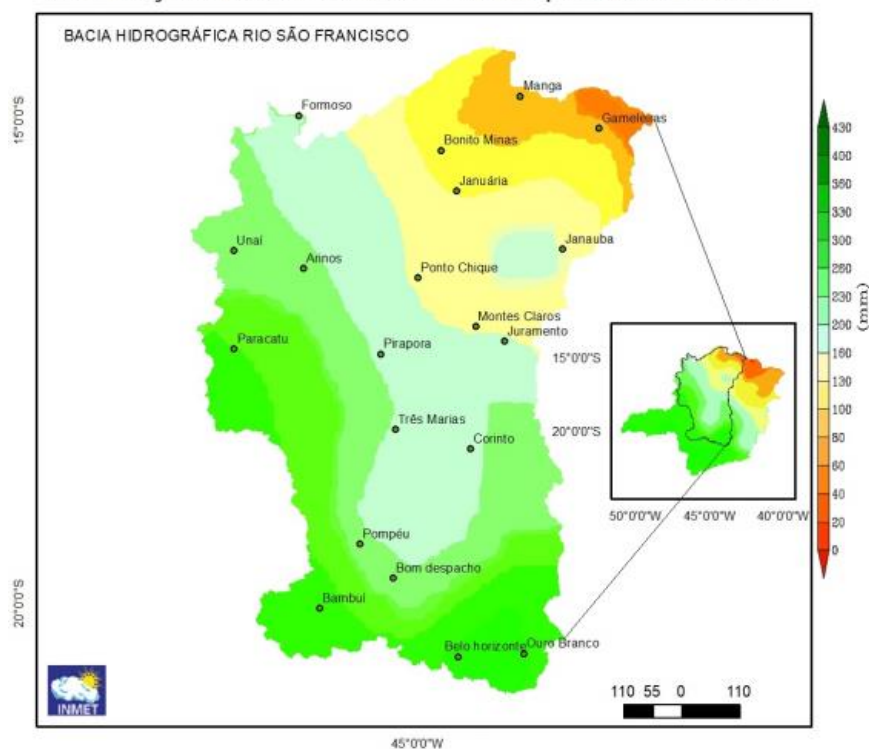 BACIA HIDROGRÁFICA RIO SÃO FRANCISCO
Manga
Formoso
Gameleiras
15°0'0"S
Bonito Minas
Januária
Unaí
Janauba
Arinos
Ponto Chique
Montes Claros
Juramento
Paracatu
Pirapora
15°0'0"S
Três Marias
20°0'0"S
Corinto
50°0'0"W
45°0'0"W
40°0'0"W
Pompéu
Bom despacho
20°0'0"S
Bambuí
Belo horizonte
Ouro Branco
INMET
110 55 0 110
45°0'0"W
430
400
360
330
300
260
230
200
160
130
100
80
60
40
20
0
(mm)